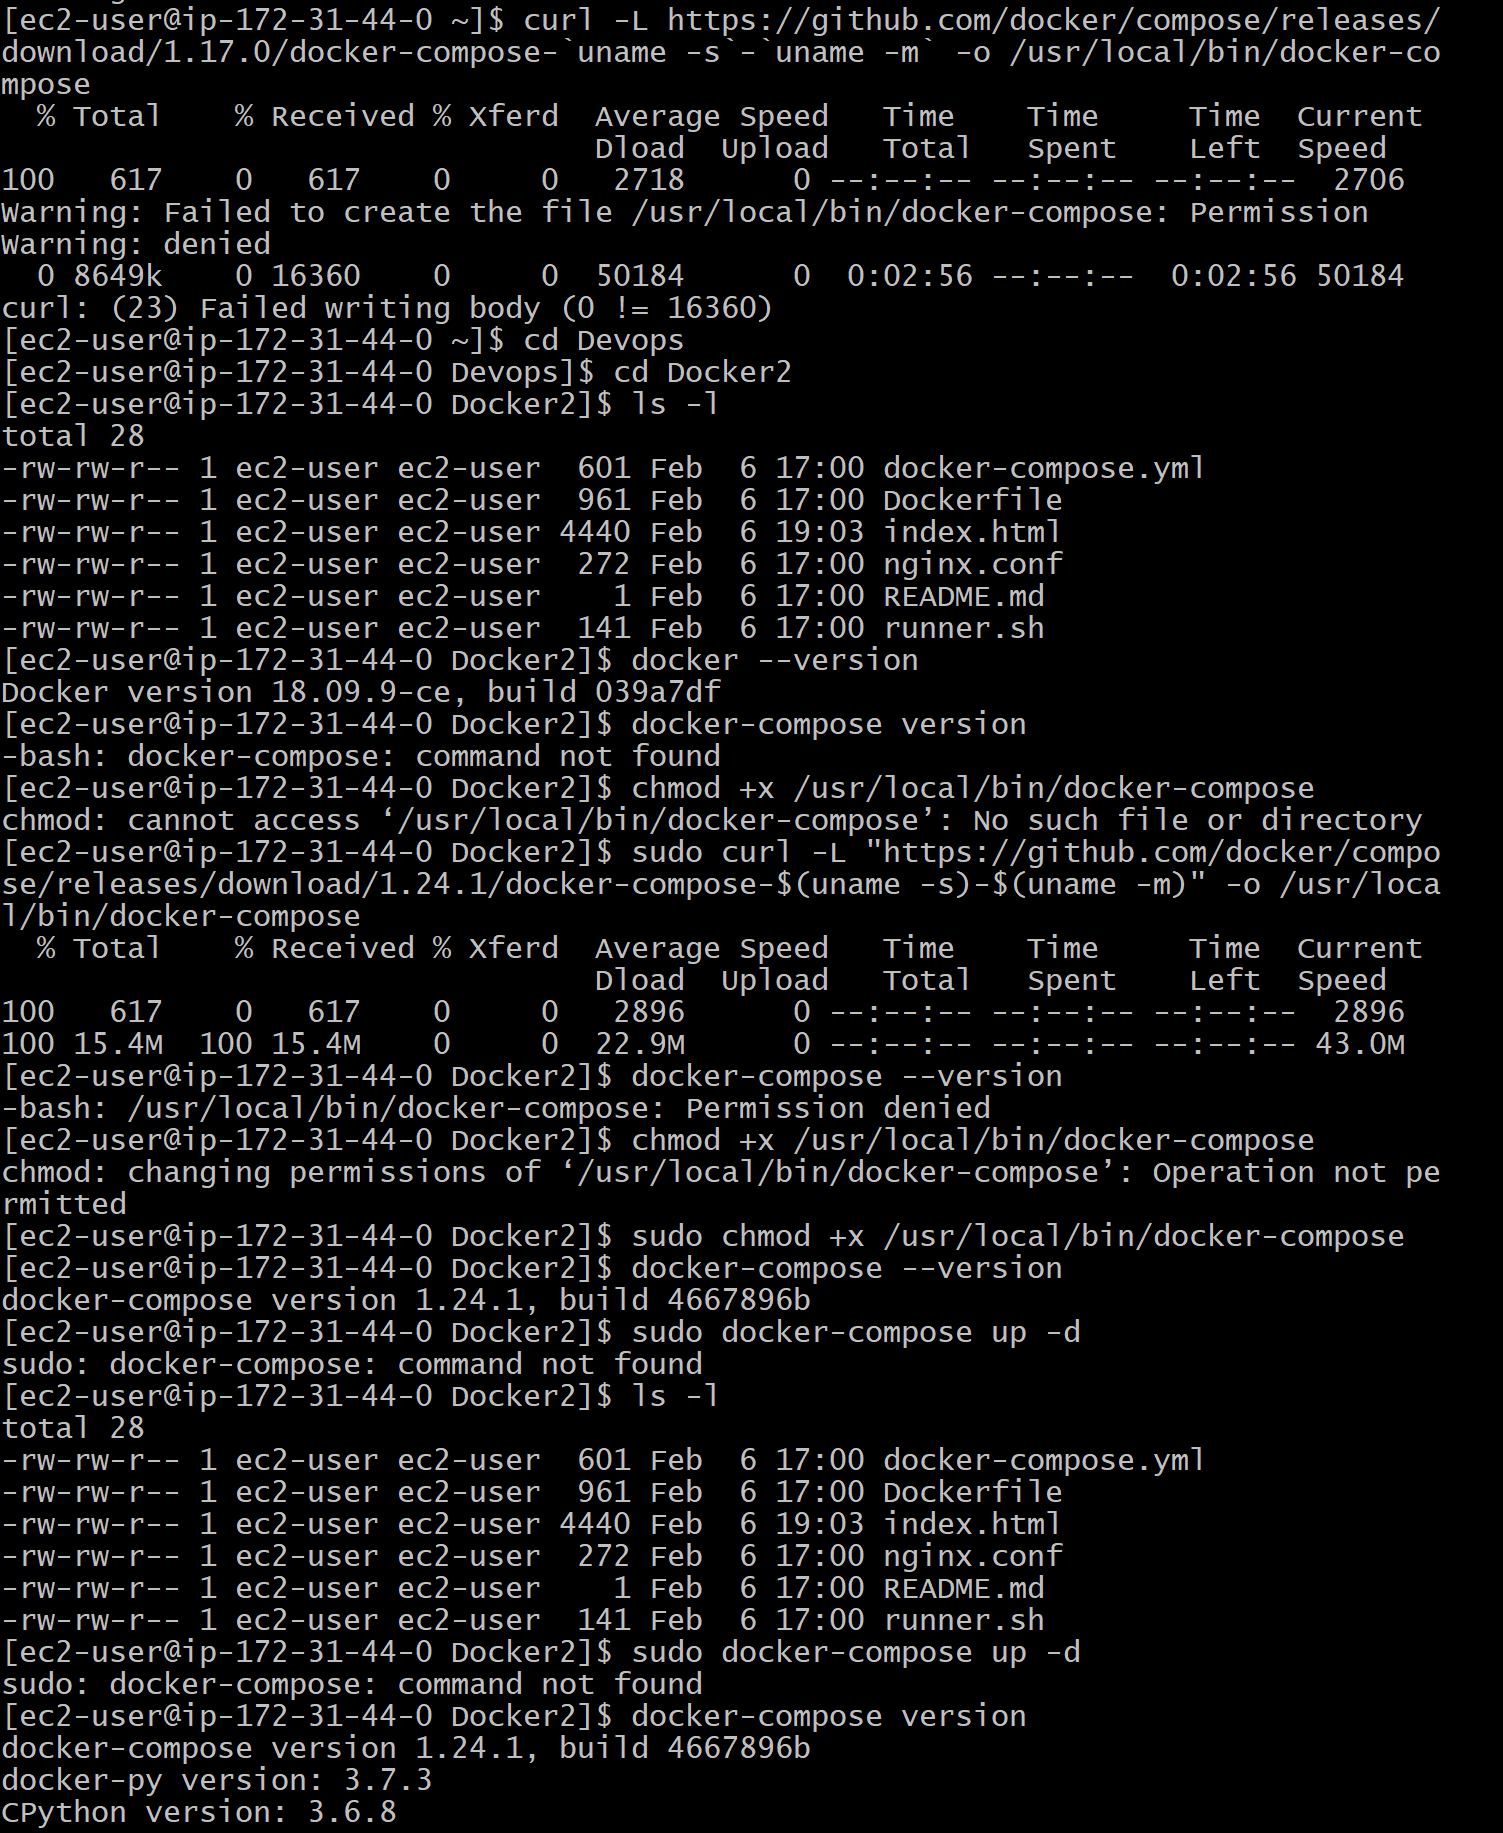 [ec2-user@ip-172-31-44-0 ~]$ curl -L https://github.com/docker/compose/releases/
download/1.17.0/docker-compose-`uname -s`-`uname -m` -o /usr/local/bin/docker-co
mpose
  % Total    % Received % Xferd  Average Speed   Time    Time     Time  Current
                                 Dload  Upload   Total   Spent    Left  Speed
100   617    0   617    0     0   2718      0 --:--:-- --:--:-- --:--:--  2706
Warning: Failed to create the file /usr/local/bin/docker-compose: Permission
Warning: denied
  0 8649k    0 16360    0     0  50184      0  0:02:56 --:--:--  0:02:56 50184
curl: (23) Failed writing body (0 != 16360)
[ec2-user@ip-172-31-44-0 ~]$ cd Devops
[ec2-user@ip-172-31-44-0 Devops]$ cd Docker2
[ec2-user@ip-172-31-44-0 Docker2]$ ls -l
total 28
-rw-rw-r-- 1 ec2-user ec2-user  601 Feb  6 17:00 docker-compose.yml
-rw-rw-r-- 1 ec2-user ec2-user  961 Feb  6 17:00 Dockerfile
-rw-rw-r-- 1 ec2-user ec2-user 4440 Feb  6 19:03 index.html
-rw-rw-r-- 1 ec2-user ec2-user  272 Feb  6 17:00 nginx.conf
-rw-rw-r-- 1 ec2-user ec2-user    1 Feb  6 17:00 README.md
-rw-rw-r-- 1 ec2-user ec2-user  141 Feb  6 17:00 runner.sh
[ec2-user@ip-172-31-44-0 Docker2]$ docker --version
Docker version 18.09.9-ce, build 039a7df
[ec2-user@ip-172-31-44-0 Docker2]$ docker-compose version
-bash: docker-compose: command not found
[ec2-user@ip-172-31-44-0 Docker2]$ chmod +x /usr/local/bin/docker-compose
chmod: cannot access ‘/usr/local/bin/docker-compose’: No such file or directory
[ec2-user@ip-172-31-44-0 Docker2]$ sudo curl -L "https://github.com/docker/compo
se/releases/download/1.24.1/docker-compose-$(uname -s)-$(uname -m)" -o /usr/loca
l/bin/docker-compose
  % Total    % Received % Xferd  Average Speed   Time    Time     Time  Current
                                 Dload  Upload   Total   Spent    Left  Speed
100   617    0   617    0     0   2896      0 --:--:-- --:--:-- --:--:--  2896
100 15.4M  100 15.4M    0     0  22.9M      0 --:--:-- --:--:-- --:--:-- 43.0M
[ec2-user@ip-172-31-44-0 Docker2]$ docker-compose --version
-bash: /usr/local/bin/docker-compose: Permission denied
[ec2-user@ip-172-31-44-0 Docker2]$ chmod +x /usr/local/bin/docker-compose
chmod: changing permissions of ‘/usr/local/bin/docker-compose’: Operation not pe
rmitted
[ec2-user@ip-172-31-44-0 Docker2]$ sudo chmod +x /usr/local/bin/docker-compose
[ec2-user@ip-172-31-44-0 Docker2]$ docker-compose --version
docker-compose version 1.24.1, build 4667896b
[ec2-user@ip-172-31-44-0 Docker2]$ sudo docker-compose up -d
sudo: docker-compose: command not found
[ec2-user@ip-172-31-44-0 Docker2]$ ls -l
total 28
-rw-rw-r-- 1 ec2-user ec2-user  601 Feb  6 17:00 docker-compose.yml
-rw-rw-r-- 1 ec2-user ec2-user  961 Feb  6 17:00 Dockerfile
-rw-rw-r-- 1 ec2-user ec2-user 4440 Feb  6 19:03 index.html
-rw-rw-r-- 1 ec2-user ec2-user  272 Feb  6 17:00 nginx.conf
-rw-rw-r-- 1 ec2-user ec2-user    1 Feb  6 17:00 README.md
-rw-rw-r-- 1 ec2-user ec2-user  141 Feb  6 17:00 runner.sh
[ec2-user@ip-172-31-44-0 Docker2]$ sudo docker-compose up -d
sudo: docker-compose: command not found
[ec2-user@ip-172-31-44-0 Docker2]$ docker-compose version
docker-compose version 1.24.1, build 4667896b
docker-py version: 3.7.3
CPython version: 3.6.8